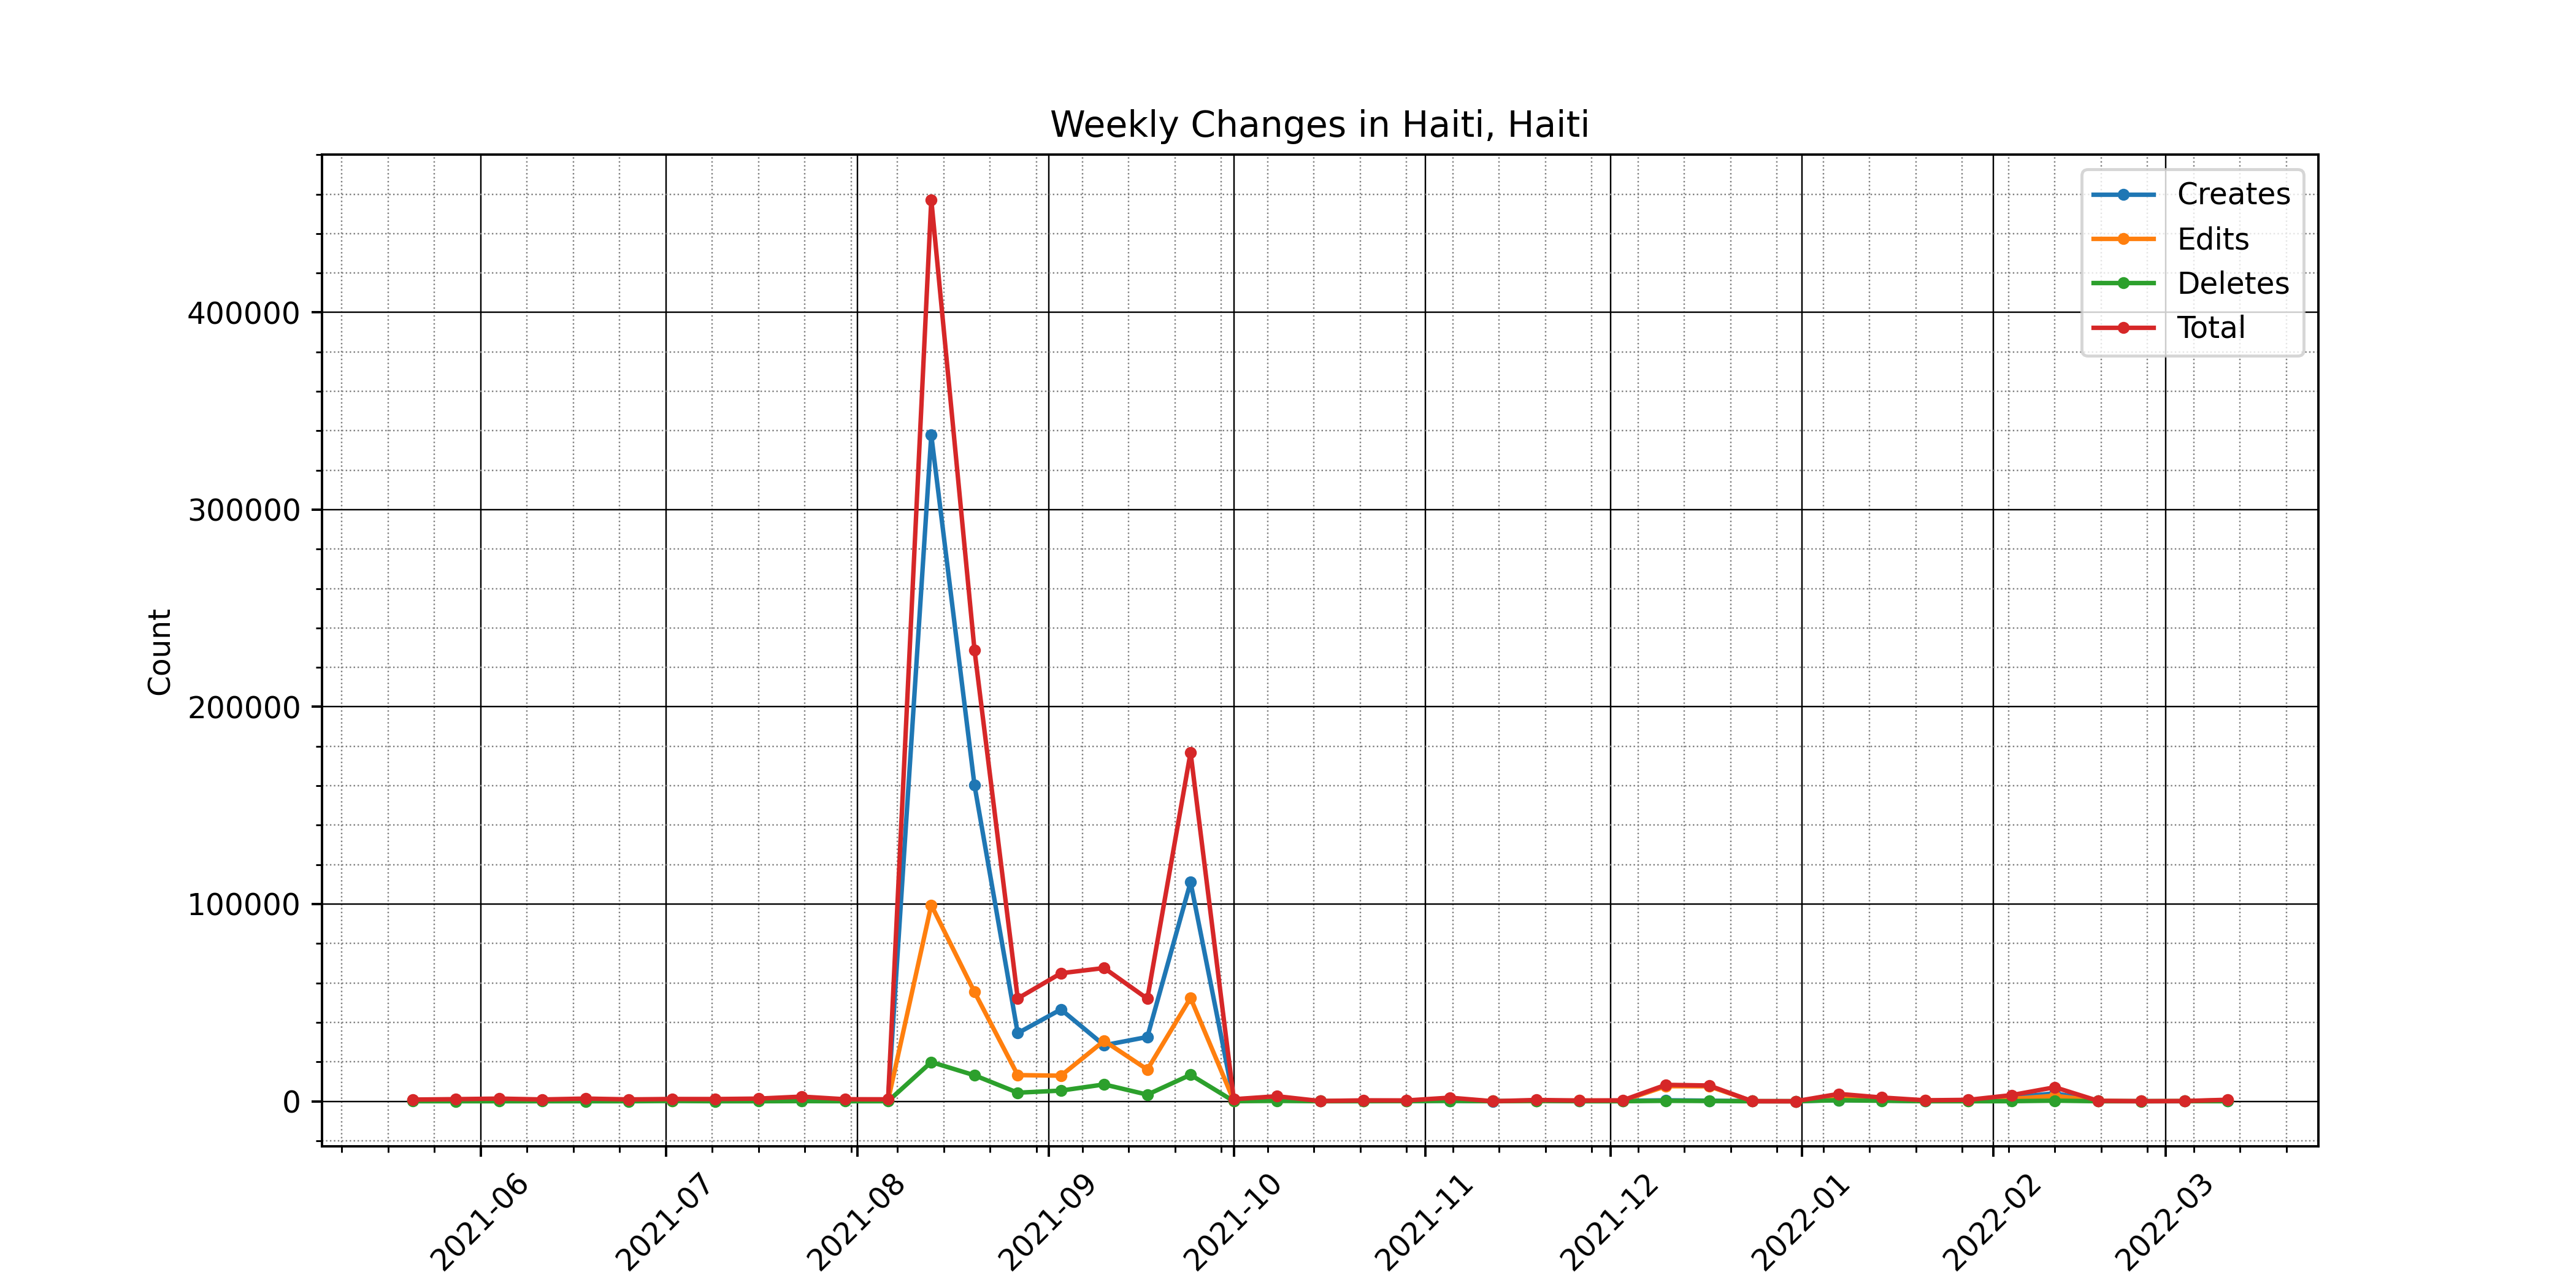 Weekly Changes in Haiti, Haiti
Creates
Edits
Deletes
Total
Count
400000
300000
200000
100000
0
2021-06
2021-07
2021-08
2021-09
2021-10
2021-11
2021-12
2022-01
2022-02
2022-03